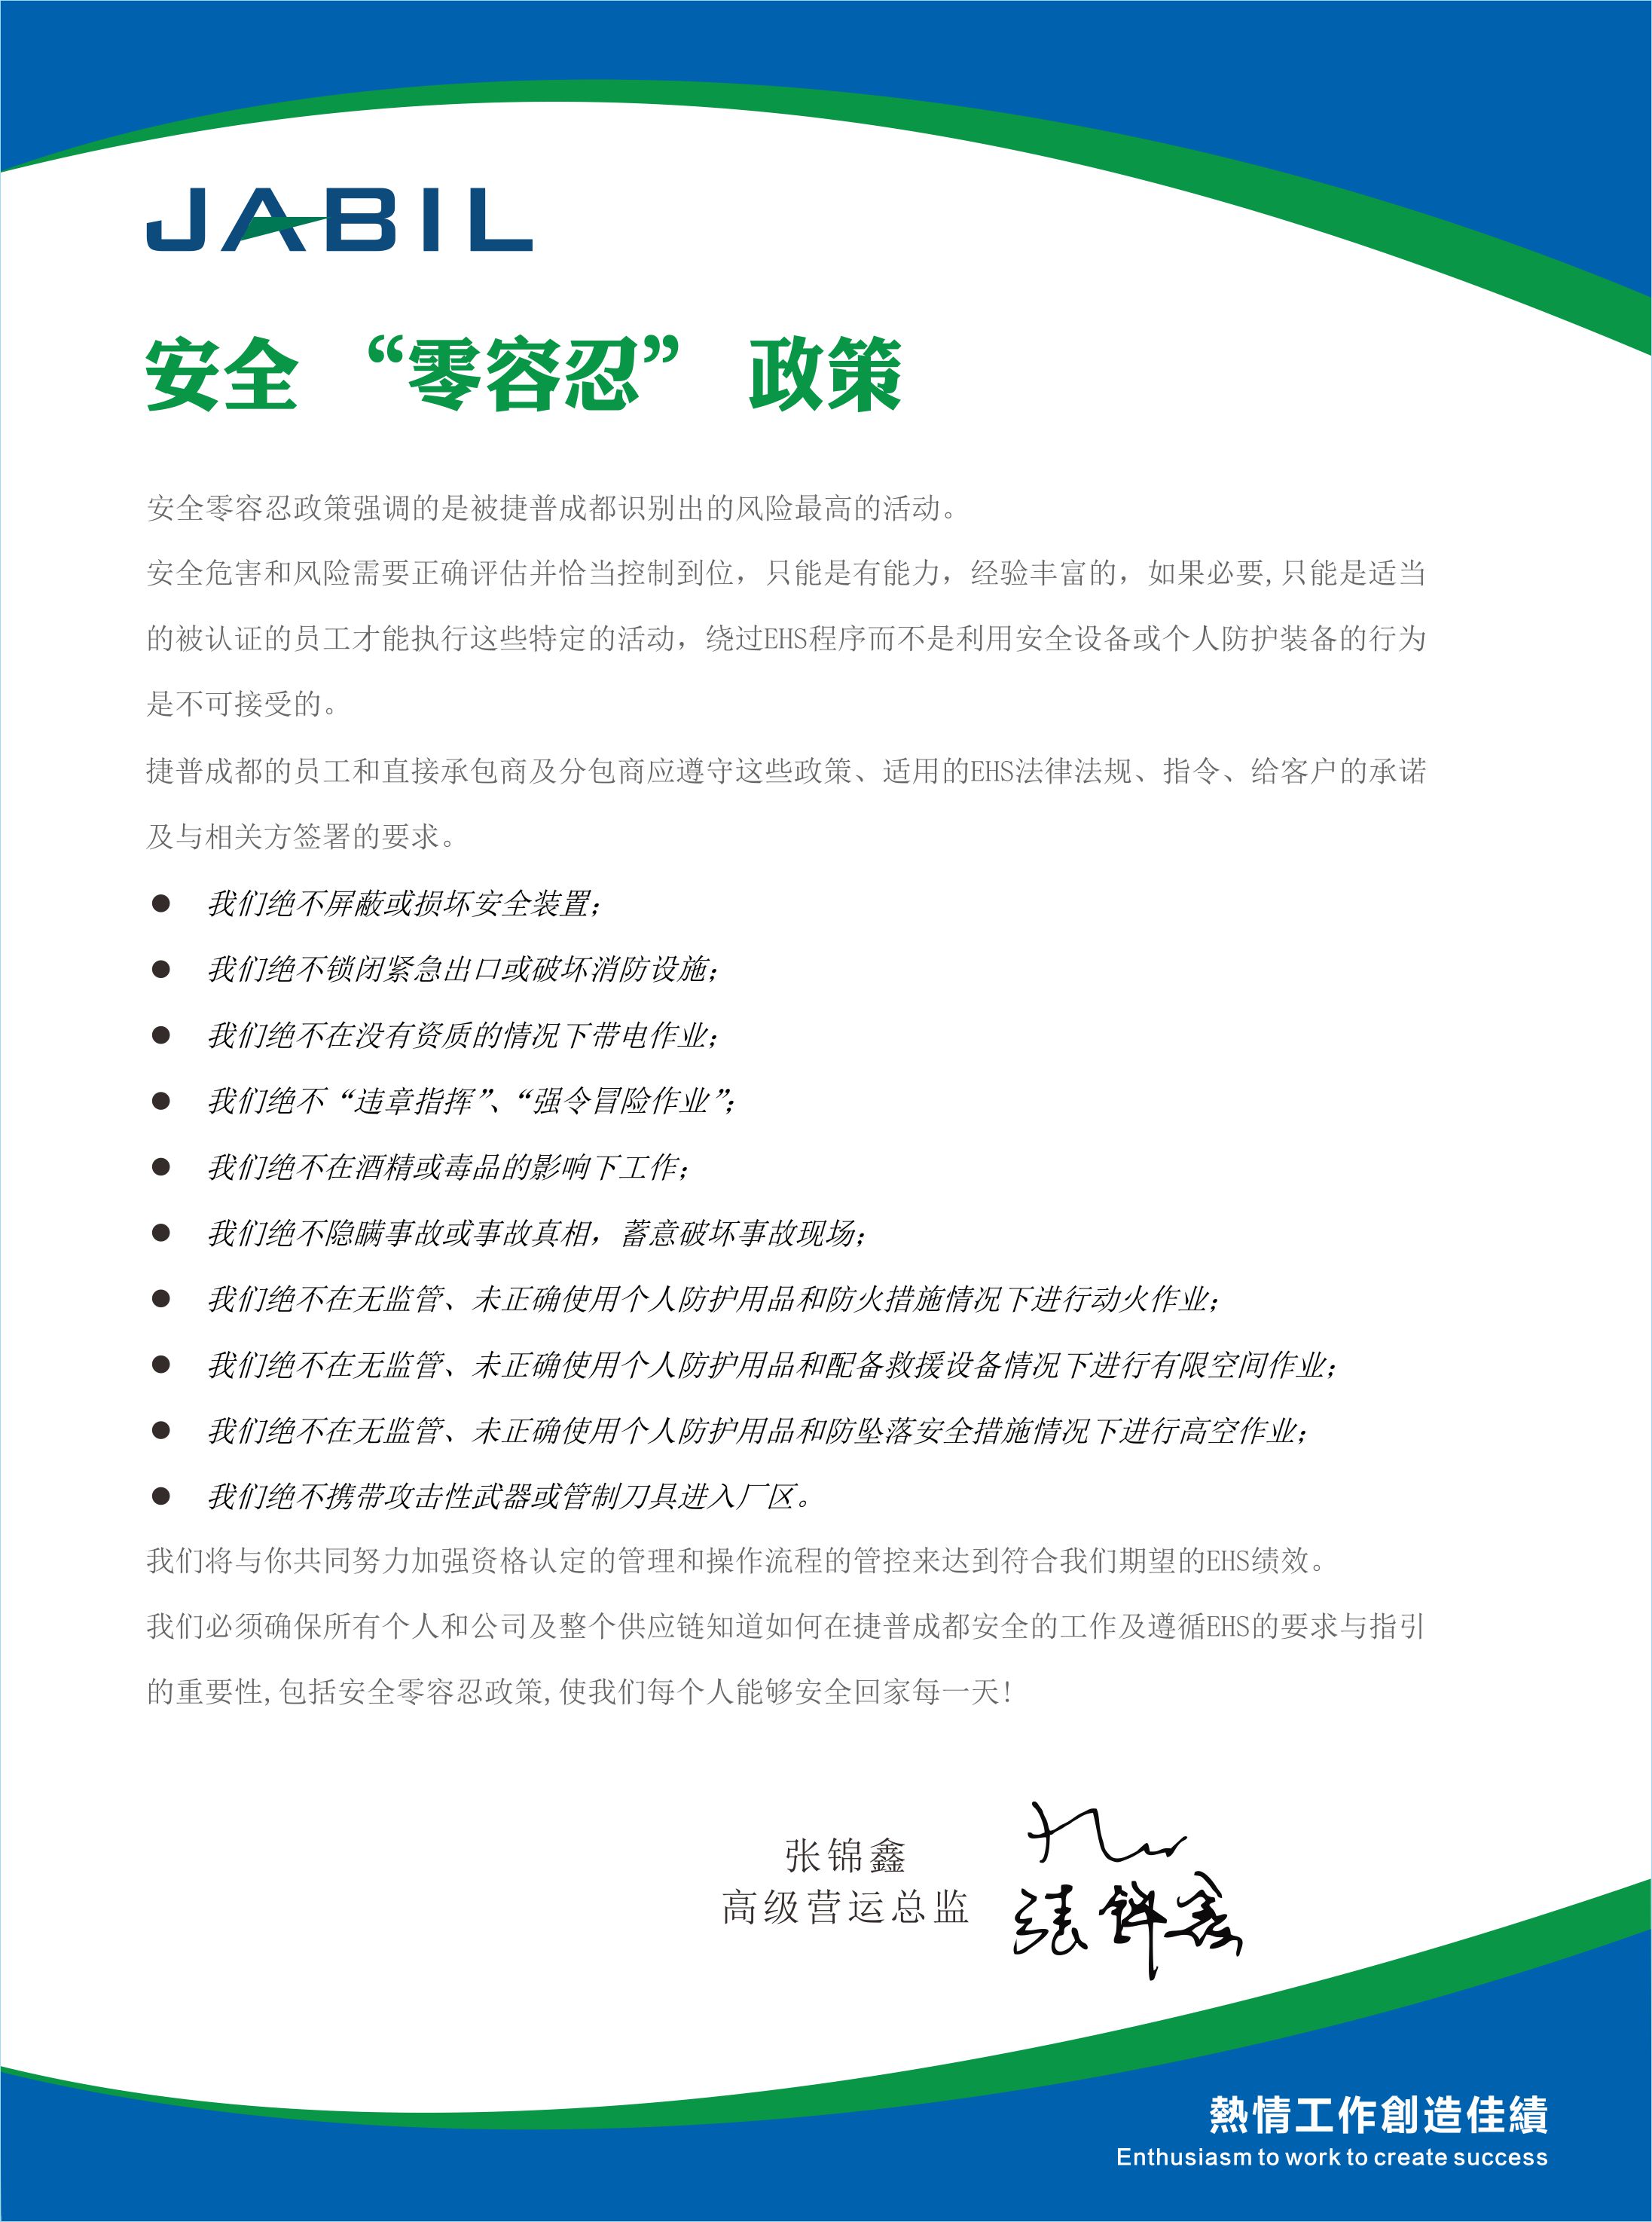 JABIL
安全 “零容忍” 政策
安全零容忍政策强调的是被捷普成都识别出的风险最高的活动。
安全危害和风险需要正确评估并恰当控制到位，只能是有能力，经验丰富的，如果必要,只能是适当
的被认证的员工才能执行这些特定的活动，绕过EHS程序而不是利用安全设备或个人防护装备的行为
是不可接受的。
捷普成都的员工和直接承包商及分包商应遵守这些政策、适用的EHS法律法规、指令、给客户的承诺
及与相关方签署的要求。
● 我们绝不屏蔽或损坏安全装置；
● 我们绝不锁闭紧急出口或破坏消防设施；
● 我们绝不在没有资质的情况下带电作业；
● 我们绝不“违章指挥”、“强令冒险作业”；
● 我们绝不在酒精或毒品的影响下工作；
● 我们绝不隐瞒事故或事故真相，蓄意破坏事故现场；
● 我们绝不在无监管、未正确使用个人防护用品和防火措施情况下进行动火作业；
● 我们绝不在无监管、未正确使用个人防护用品和配备救援设备情况下进行有限空间作业；
● 我们绝不在无监管、未正确使用个人防护用品和防坠落安全措施情况下进行高空作业；
● 我们绝不携带攻击性武器或管制刀具进入厂区。
我们将与你共同努力加强资格认定的管理和操作流程的管控来达到符合我们期望的EHS绩效。
我们必须确保所有个人和公司及整个供应链知道如何在捷普成都安全的工作及遵循EHS的要求与指引
的重要性,包括安全零容忍政策,使我们每个人能够安全回家每一天!
张锦鑫
高级营运总监
張錦鑫
熱情工作創造佳績
Enthusiasm to work to create success